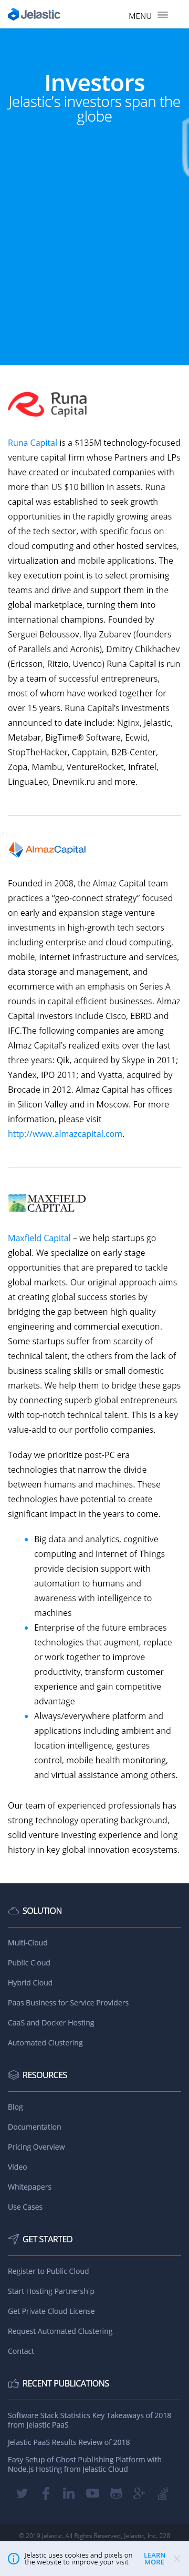 Jelastic
MENU
Investors
Jelastic's investors span the
globe
Runa
Capital
Runa Capital is a $135M technology-focused
venture capital firm whose Partners and LPs
have created or incubated companies with
more than US $10 billion in assets. Runa
capital was established to seek growth
opportunities in the rapidly growing areas
of the tech sector, with specific focus on
cloud computing and other hosted services,
virtualization and mobile applications. The
key execution point is to select promising
teams and drive and support them in the
global marketplace, turning them into
international champions. Founded by
Serguei Beloussov, Ilya Zubarev (founders
of Parallels and Acronis), Dmitry Chikhachev
(Ericsson, Ritzio, Uvenco) Runa Capital is run
by a team of successful entrepreneurs,
most of whom have worked together for
over 15 years. Runa Capital's investments
announced to date include: Nginx, Jelastic,
Metabar, BigTime® Software, Ecwid,
StopTheHacker, Capptain, B2B-Center,
Zopa, Mambu, VentureRocket, Infratel,
LinguaLeo, Dnevnik.ru and more.
AlmazCapital
Founded in 2008, the Almaz Capital team
practices a "geo-connect strategy" focused
on early and expansion stage venture
investments in high-growth tech sectors
including enterprise and cloud computing,
mobile, internet infrastructure and services,
data storage and management, and
ecommerce with an emphasis on Series A
rounds in capital efficient businesses. Almaz
Capital investors include Cisco, EBRD and
IFC.The following companies are among
Almaz Capital's realized exits over the last
three years: Qik, acquired by Skype in 2011;
Yandex, IPO 2011; and Vyatta, acquired by
Brocade in 2012. Almaz Capital has offices
in Silicon Valley and in Moscow. For more
information, please visit
http://www.almazcapital.com.
MAXFIELD
CAPITAL
Maxfield Capital – we help startups go
global. We specialize on early stage
opportunities that are prepared to tackle
global markets. Our original approach aims
at creating global success stories by
bridging the gap between high quality
engineering and commercial execution.
Some startups suffer from scarcity of
technical talent, the others from the lack of
business scaling skills or small domestic
markets. We help them to bridge these gaps
by connecting superb global entrepreneurs
with top-notch technical talent. This is a key
value-add to our portfolio companies.
Today we prioritize post-PC era
technologies that narrow the divide
between humans and machines. These
technologies have potential to create
significant impact in the years to come.
Big data and analytics, cognitive
computing and Internet of Things
provide decision support with
automation to humans and
awareness with intelligence to
machines
Enterprise of the future embraces
technologies that augment, replace
or work together to improve
productivity, transform customer
experience and gain competitive
advantage
Always/everywhere platform and
applications including ambient and
location intelligence, gestures
control, mobile health monitoring,
and virtual assistance among others.
Our team of experienced professionals has
strong technology operating background,
solid venture investing experience and long
history in key global innovation ecosystems.
SOLUTION
Multi-Cloud
Public Cloud
Hybrid Cloud
Paas Business for Service Providers
CaaS and Docker Hosting
Automated Clustering
RESOURCES
Blog
Documentation
Pricing Overview
Video
Whitepapers
Use Cases
GET STARTED
Register to Public Cloud
Start Hosting Partnership
Get Private Cloud License
Request Automated Clustering
Contact
RECENT PUBLICATIONS
Software Stack Statistics Key Takeaways of 2018
from Jelastic PaaS
Jelastic PaaS Results Review of 2018
Easy Setup of Ghost Publishing Platform with
Node.js Hosting from Jelastic Cloud
© 2019 Jelastic. All Rights Reserved, Jelastic, Inc. 228
Jelastic uses cookies and pixels on
the website to improve your visit!
LEARN
MORE